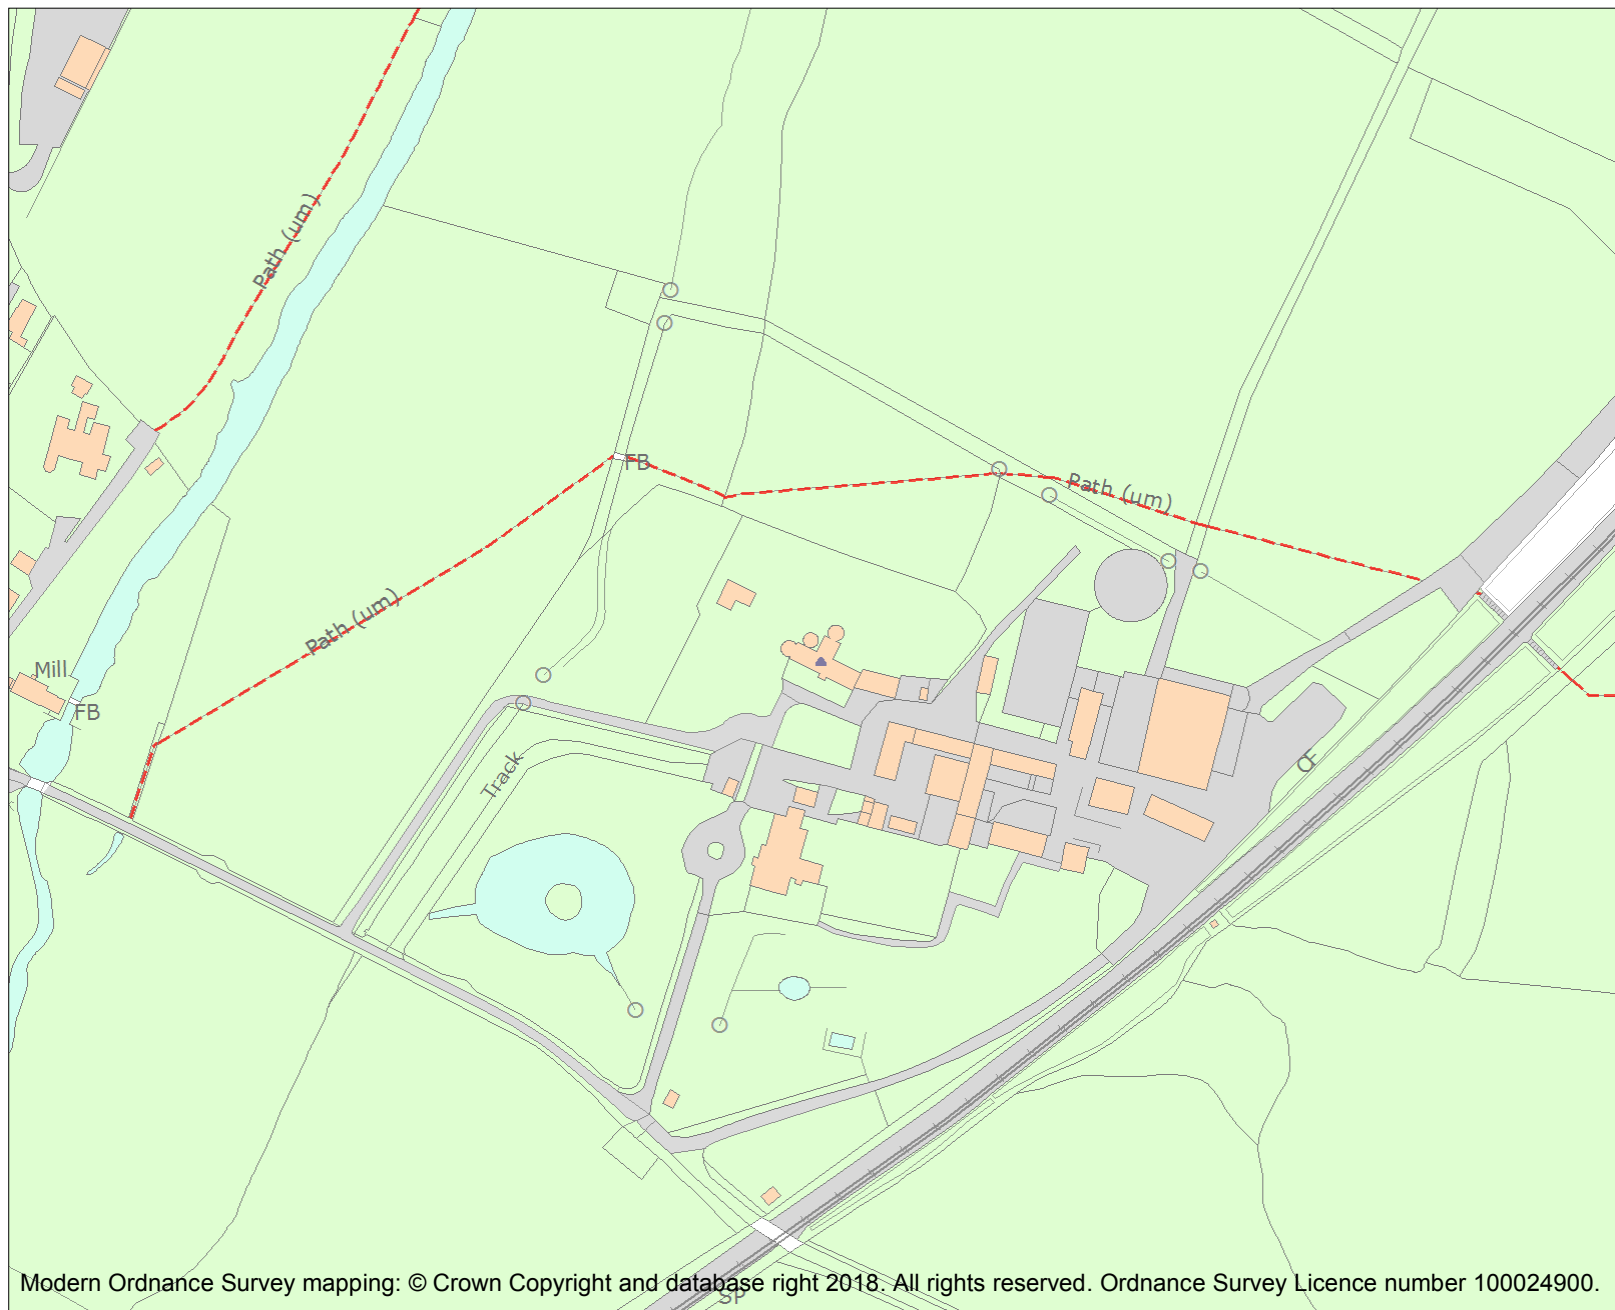 Path (um)
FB
Path (um)
Path (um)
Mill
FB
Track
Cr
SP
Modern Ordnance Survey mapping: © Crown Copyright and database right 2018. All rights reserved. Ordnance Survey Licence number 100024900.